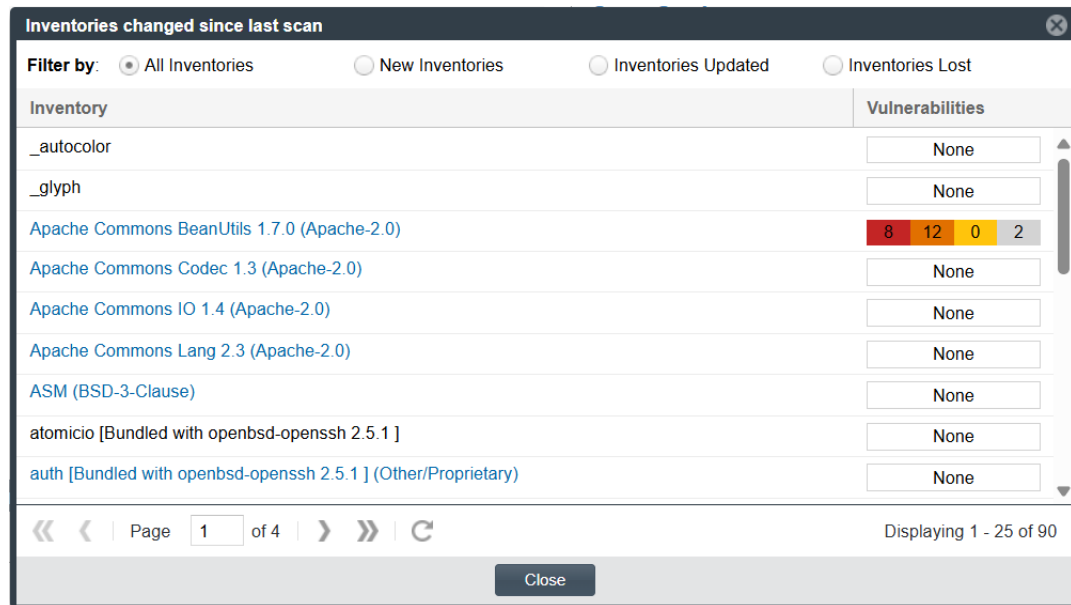 Inventories changed since last scan
Filter by: All Inventories New Inventories Inventories Updated Inventories Lost
Inventory Vulnerabilities
_autocolor None
_glyph None
Apache Commons BeanUtils 1.7.0 (Apache-2.0) 8 12 0 2
Apache Commons Codec 1.3 (Apache-2.0) None
Apache Commons IO 1.4 (Apache-2.0) None
Apache Commons Lang 2.3 (Apache-2.0) None
ASM (BSD-3-Clause) None
atomicio [Bundled with openbsd-openssh 2.5.1 ] None
auth [Bundled with openbsd-openssh 2.5.1 ] (Other/Proprietary) None
Page 1 of 4 Displaying 1 - 25 of 90
Close